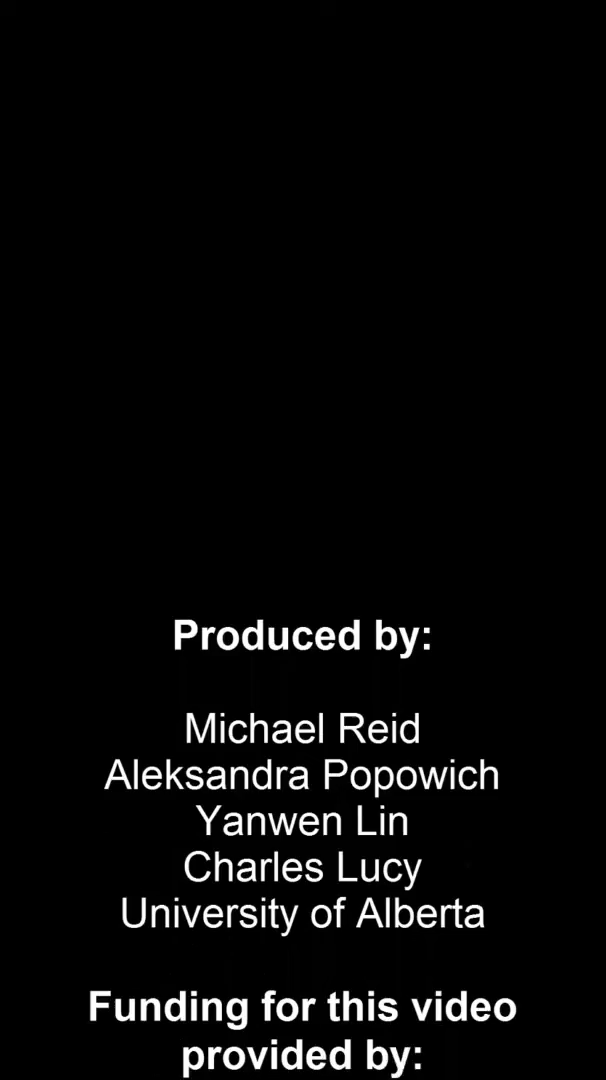 Produced by:
Michael Reid
Aleksandra Popowich
Yanwen Lin
Charles Lucy
University of Alberta
Funding for this video
provided by: